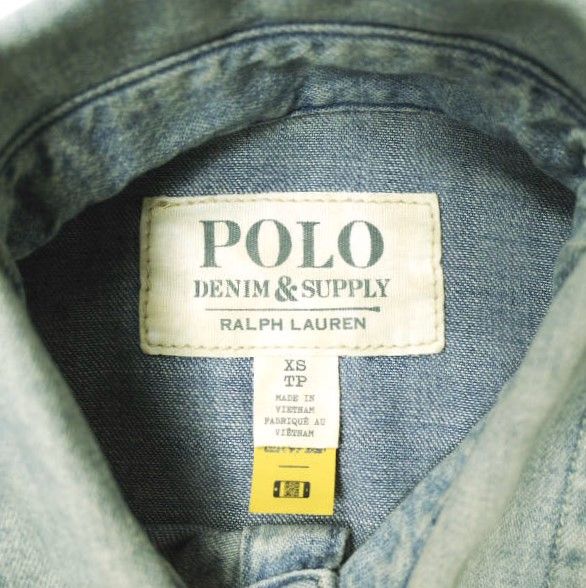 POLO
DENIM & SUPPLY
RALPH LAUREN
XS
TP
MADE IN
VIETNAM
FABRIQUÉ AU
VIÊTNAM